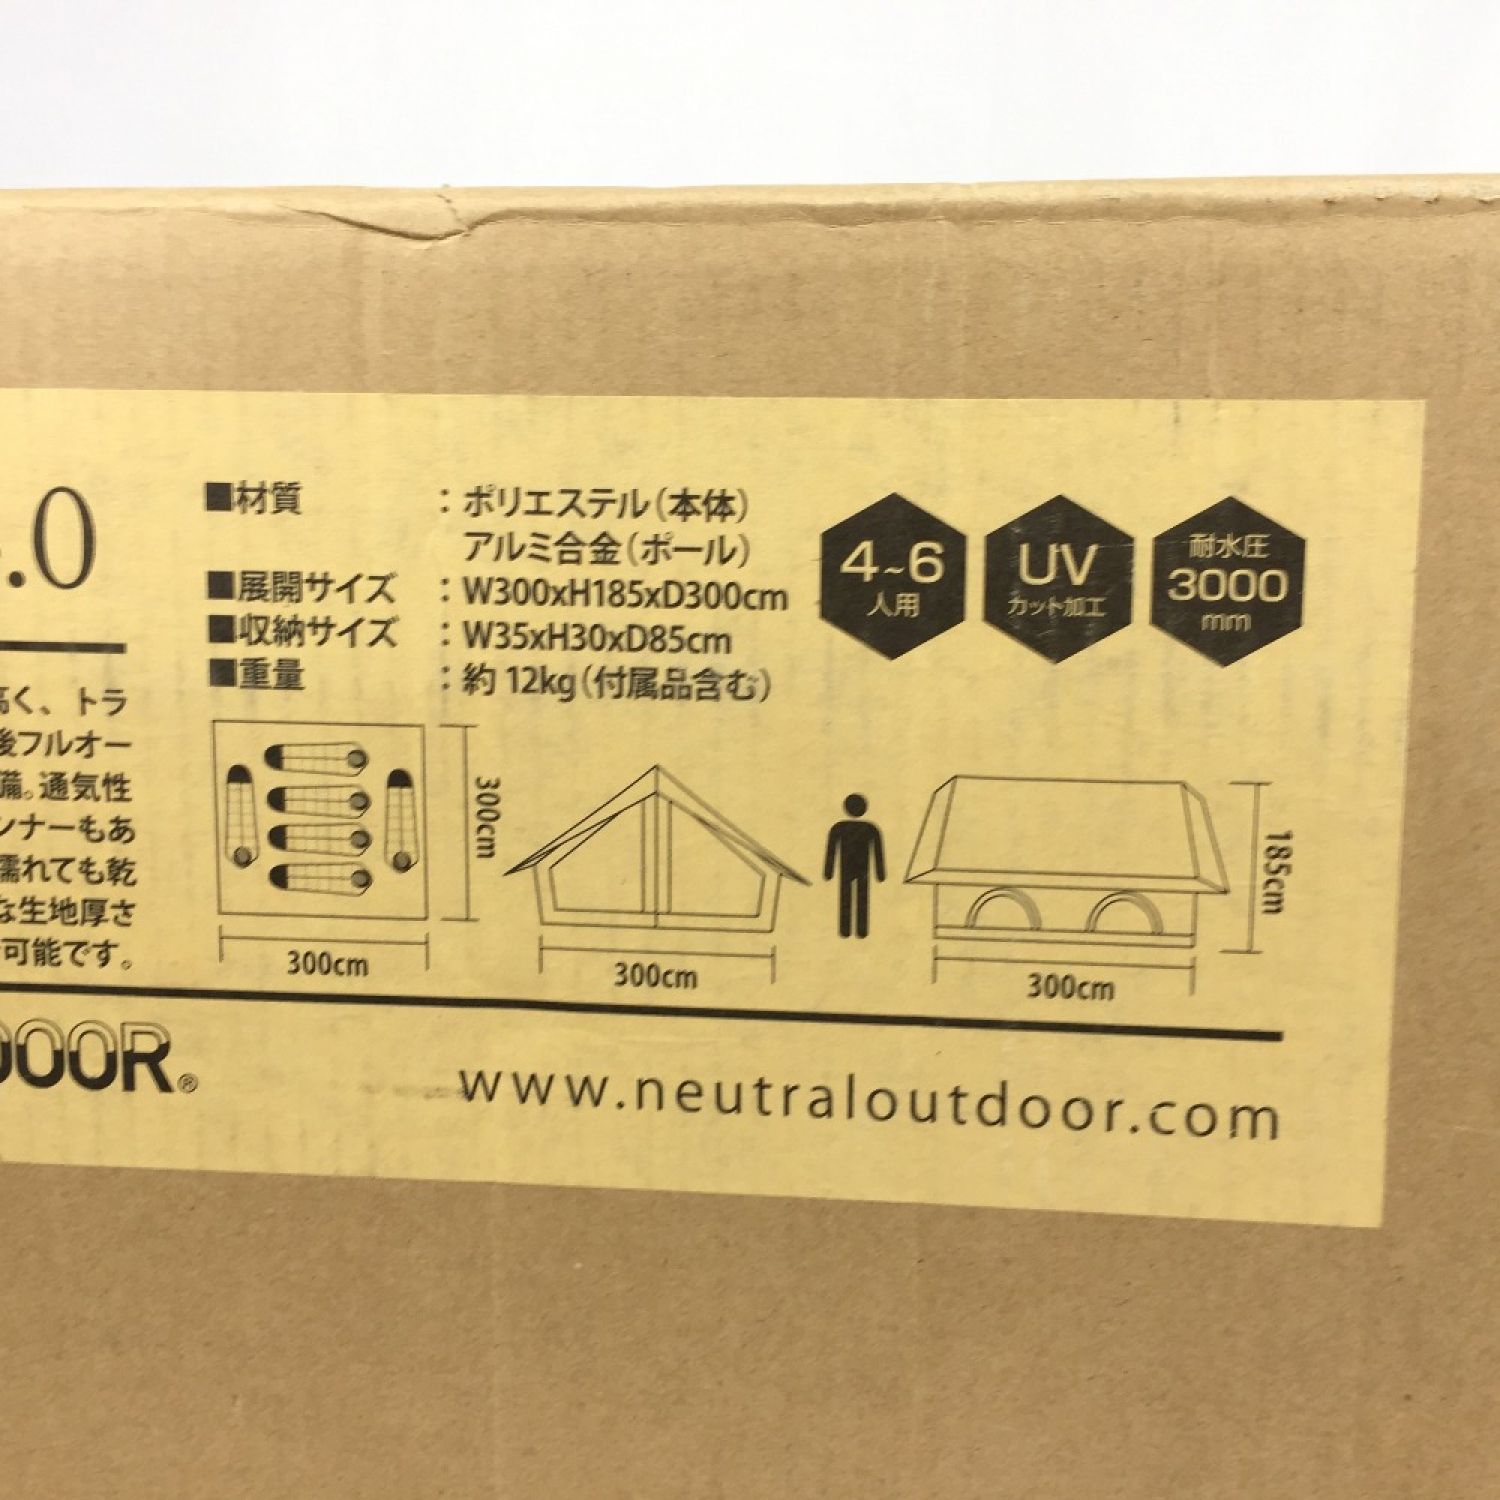 .0
高く、トラ
後フルオー
備。通気性
ンナーもあ
濡れても乾
な生地厚さ
可能です。
■材質 ：ポリエステル（本体）
アルミ合金（ポール）
■展開サイズ ：W300xH185xD300cm
■収納サイズ ：W35xH30xD85cm
■重量 ：約 12kg（付属品含む）
4~6
人用
UV
カット加工
耐水圧
3000
mm
300cm
300cm
300cm
185cm
300cm
DOOR®
www.neutraloutdoor.com